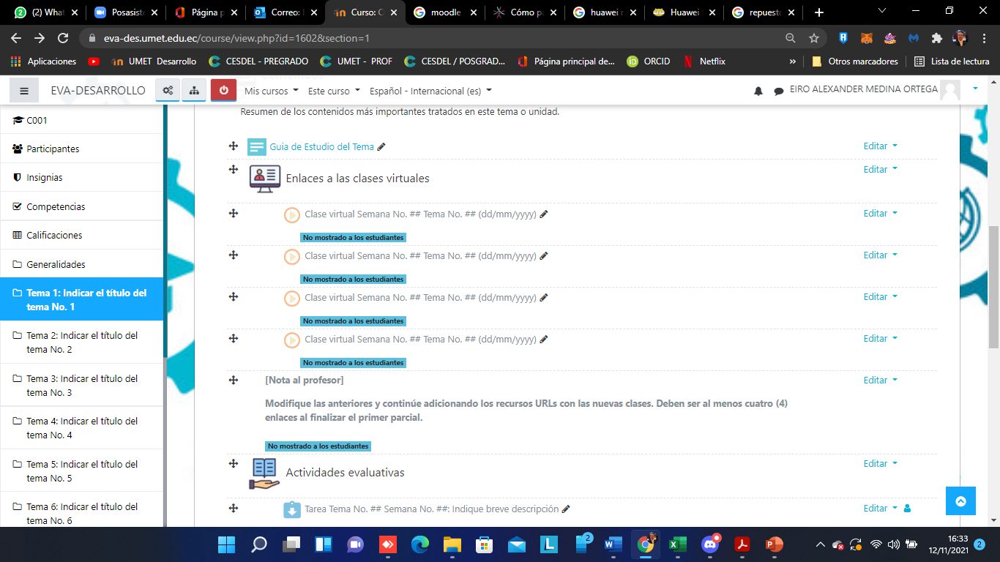 (2) What
Posasist
Página p
Correo:
Curso: C
moodle
Cómo p
huawei
Huawei
repuest
eva-des.umet.edu.ec/course/view.php?id=1602&section=1
Aplicaciones
UMET Desarrollo
CESDEL - PREGRADO
UMET - PROF
CESDEL / POSGRAD...
Página principal de...
ORCID
Netflix
»
Otros marcadores
Lista de lectura
EVA-DESARROLLO
Mis cursos
Este curso
Español - Internacional (es)
EIRO ALEXANDER MEDINA ORTEGA
C001
Participantes
Insignias
Competencias
Calificaciones
Generalidades
Tema 1: Indicar el título del
tema No. 1
Tema 2: Indicar el título del
tema No. 2
Tema 3: Indicar el título del
tema No. 3
Tema 4: Indicar el título del
tema No. 4
Tema 5: Indicar el título del
tema No. 5
Tema 6: Indicar el título del
tema No. 6
Resumen de los contenidos más importantes tratados en este tema o unidad.
Guia de Estudio del Tema
Editar
Enlaces a las clases virtuales
Editar
Clase virtual Semana No. ## Tema No. ## (dd/mm/yyyy)
Editar
No mostrado a los estudiantes
Clase virtual Semana No. ## Tema No. ## (dd/mm/yyyy)
Editar
No mostrado a los estudiantes
Clase virtual Semana No. ## Tema No. ## (dd/mm/yyyy)
Editar
No mostrado a los estudiantes
Clase virtual Semana No. ## Tema No. ## (dd/mm/yyyy)
Editar
No mostrado a los estudiantes
[Nota al profesor]
Editar
Modifique las anteriores y continúe adicionando los recursos URLs con las nuevas clases. Deben ser al menos cuatro (4)
enlaces al finalizar el primer parcial.
No mostrado a los estudiantes
Actividades evaluativas
Editar
Tarea Tema No. ## Semana No. ##: Indique breve descripción
Editar
L
2
16:33
12/11/2021
2